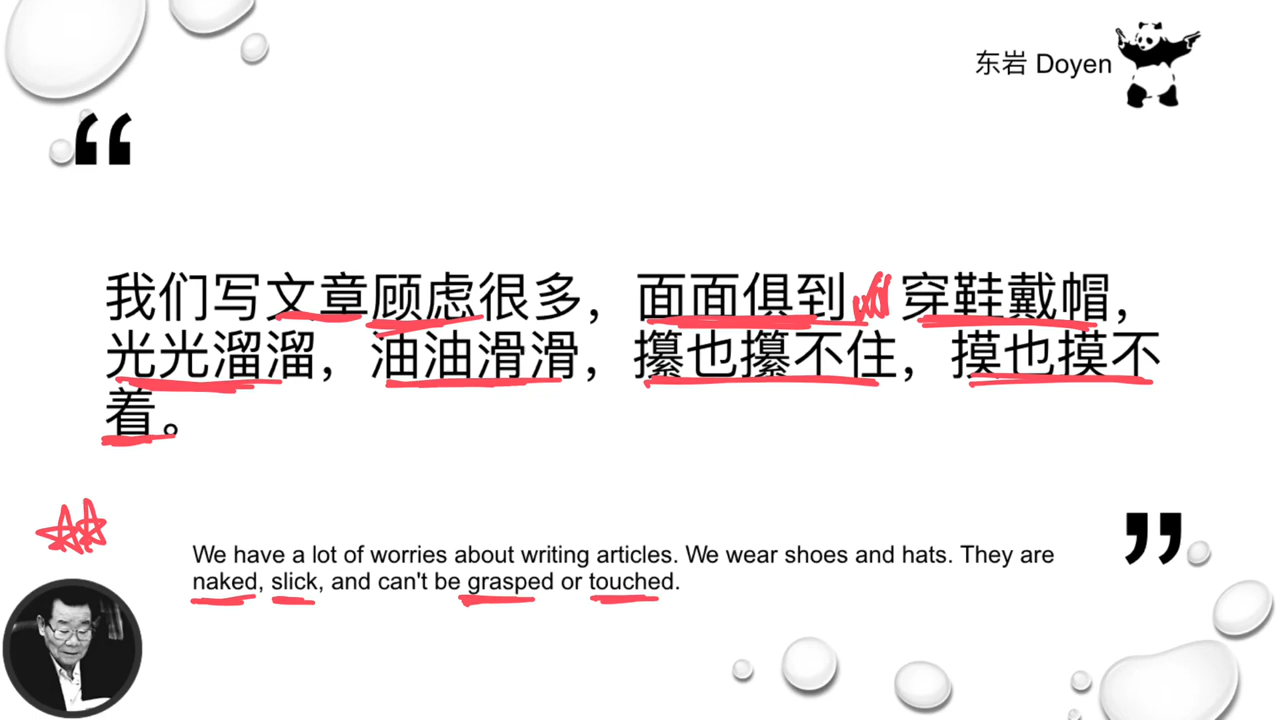 东岩 Doyen
“
我们写文章顾虑很多，面面俱到 穿鞋戴帽，
光光溜溜，油油滑滑，攥也攥不住，摸也摸不
着。
We have a lot of worries about writing articles. We wear shoes and hats. They are
naked, slick, and can't be grasped or touched.
”